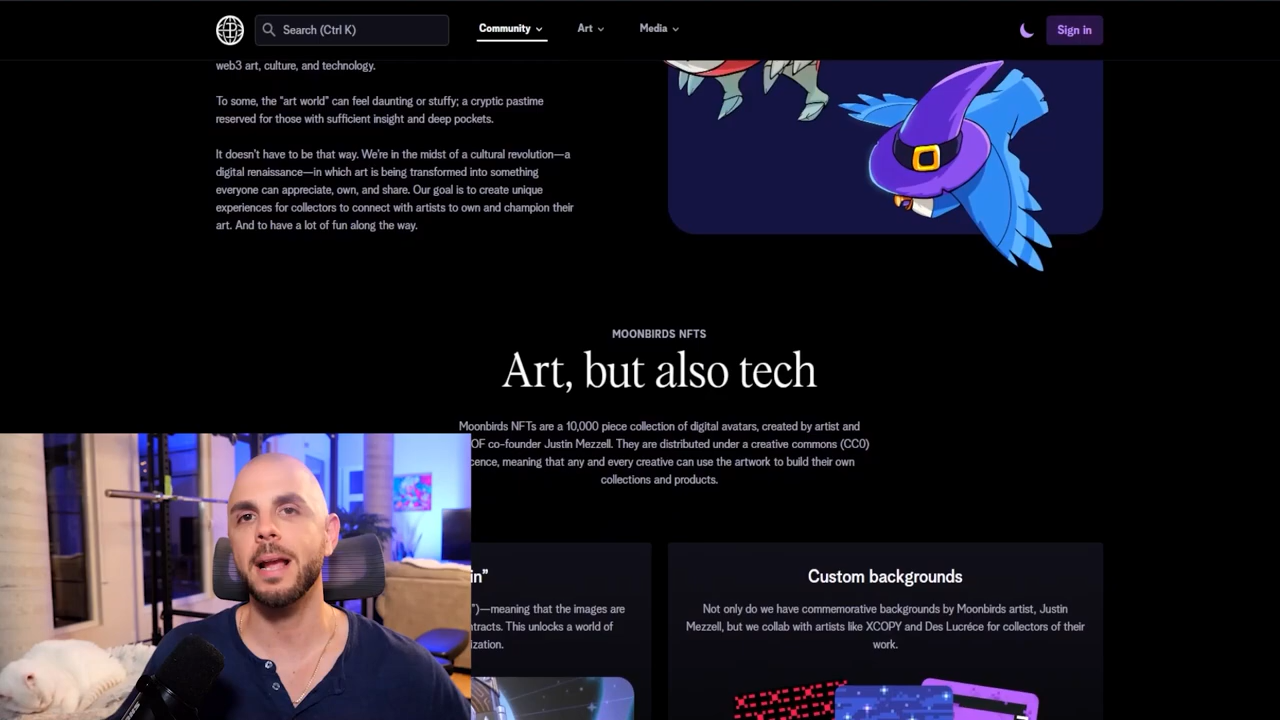 Search (Ctrl K)
Community
Art
Media
Sign in
web3 art, culture, and technology.
To some, the “art world” can feel daunting or stuffy; a cryptic pastime
reserved for those with sufficient insight and deep pockets.
It doesn’t have to be that way. We’re in the midst of a cultural revolution—a
digital renaissance—in which art is being transformed into something
everyone can appreciate, own, and share. Our goal is to create unique
experiences for collectors to connect with artists to own and champion their
art. And to have a lot of fun along the way.
MOONBIRDS NFTS
Art, but also tech
Moonbirds NFTs are a 10,000 piece collection of digital avatars, created by artist and
OF co-founder Justin Mezzell. They are distributed under a creative commons (CC0)
cence, meaning that any and every creative can use the artwork to build their own
collections and products.
in”
”)—meaning that the images are
ntracts. This unlocks a world of
ization.
Custom backgrounds
Not only do we have commemorative backgrounds by Moonbirds artist, Justin
Mezzell, but we collab with artists like XCOPY and Des Lucréce for collectors of their
work.